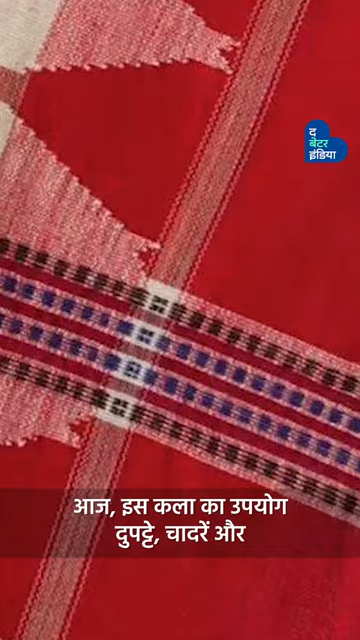 द
बेटर
इंडिया
आज, इस कला का उपयोग
दुपट्टे, चादरें और